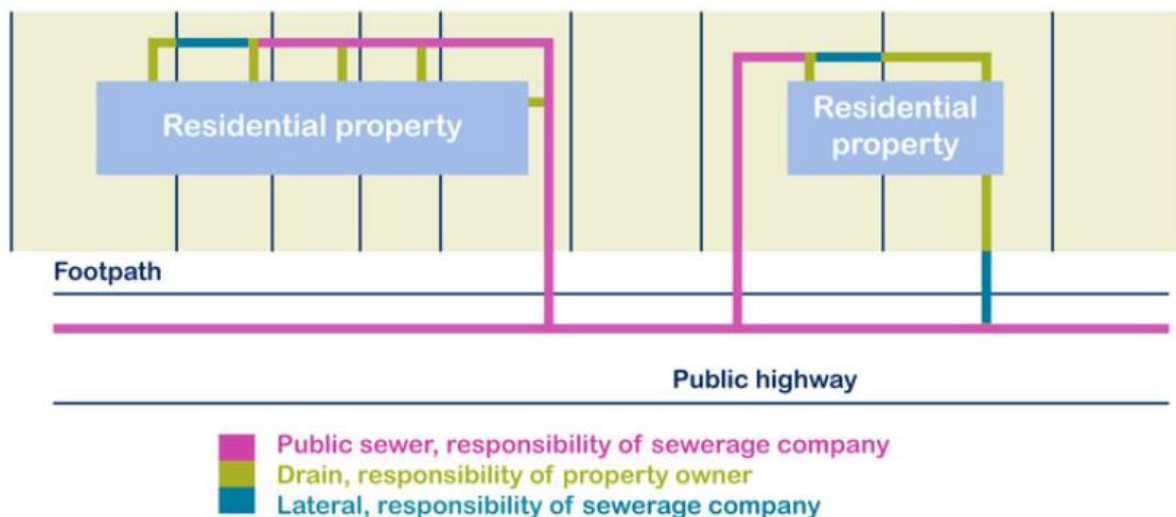 Residential property
Residential
property
Footpath
Public highway
Public sewer, responsibility of sewerage company
Drain, responsibility of property owner
Lateral, responsibility of sewerage company